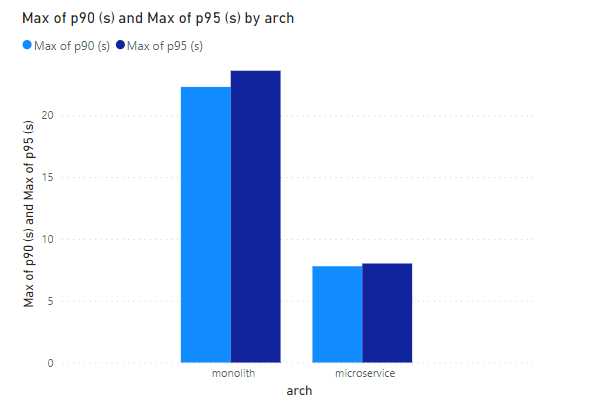 Max of p90 (s) and Max of p95 (s) by arch
Max of p90 (s) Max of p95 (s)
Max of p90 (s) and Max of p95 (s)
20
15
10
5
0
monolith microservice
arch